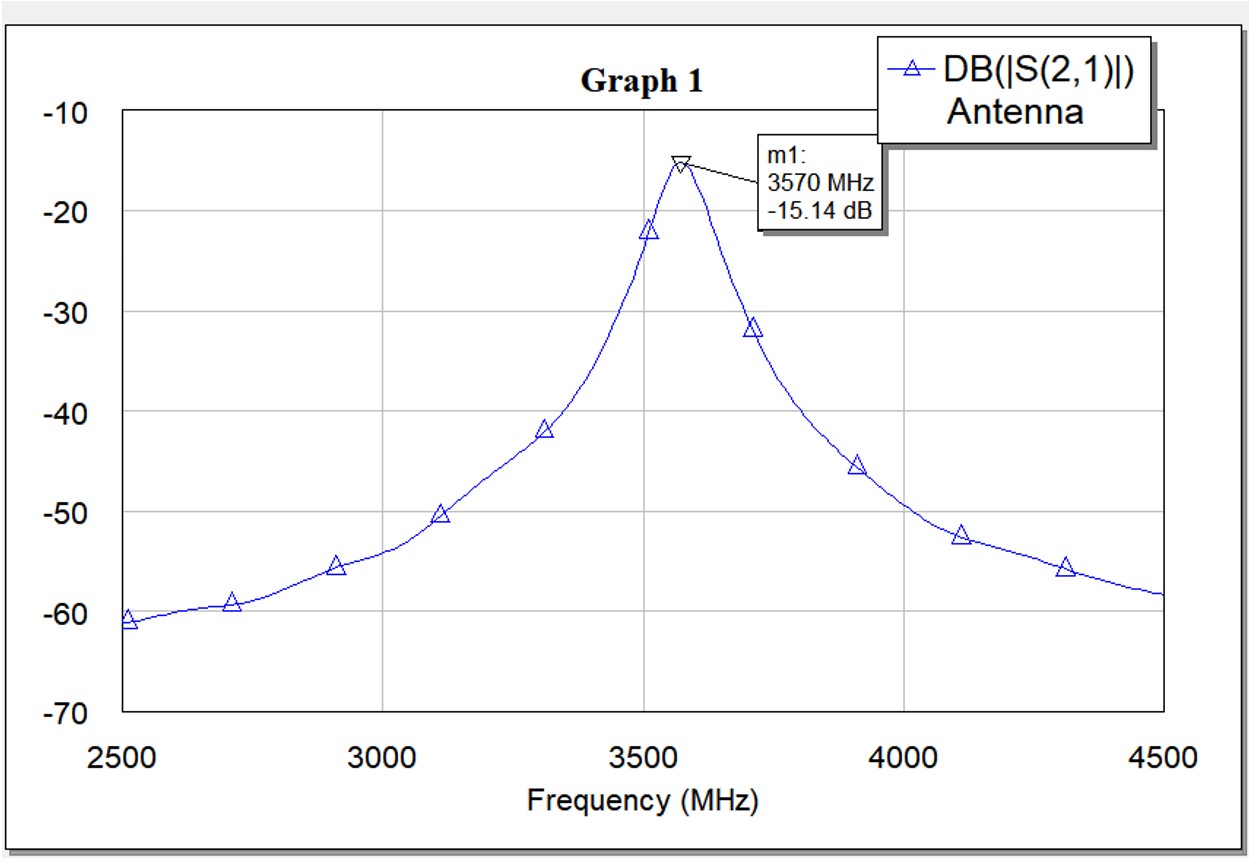 Graph 1
DB(|S(2,1)|)
Antenna
m1:
3570 MHz
-15.14 dB
-10
-20
-30
-40
-50
-60
-70
2500 3000 3500 4000 4500
Frequency (MHz)